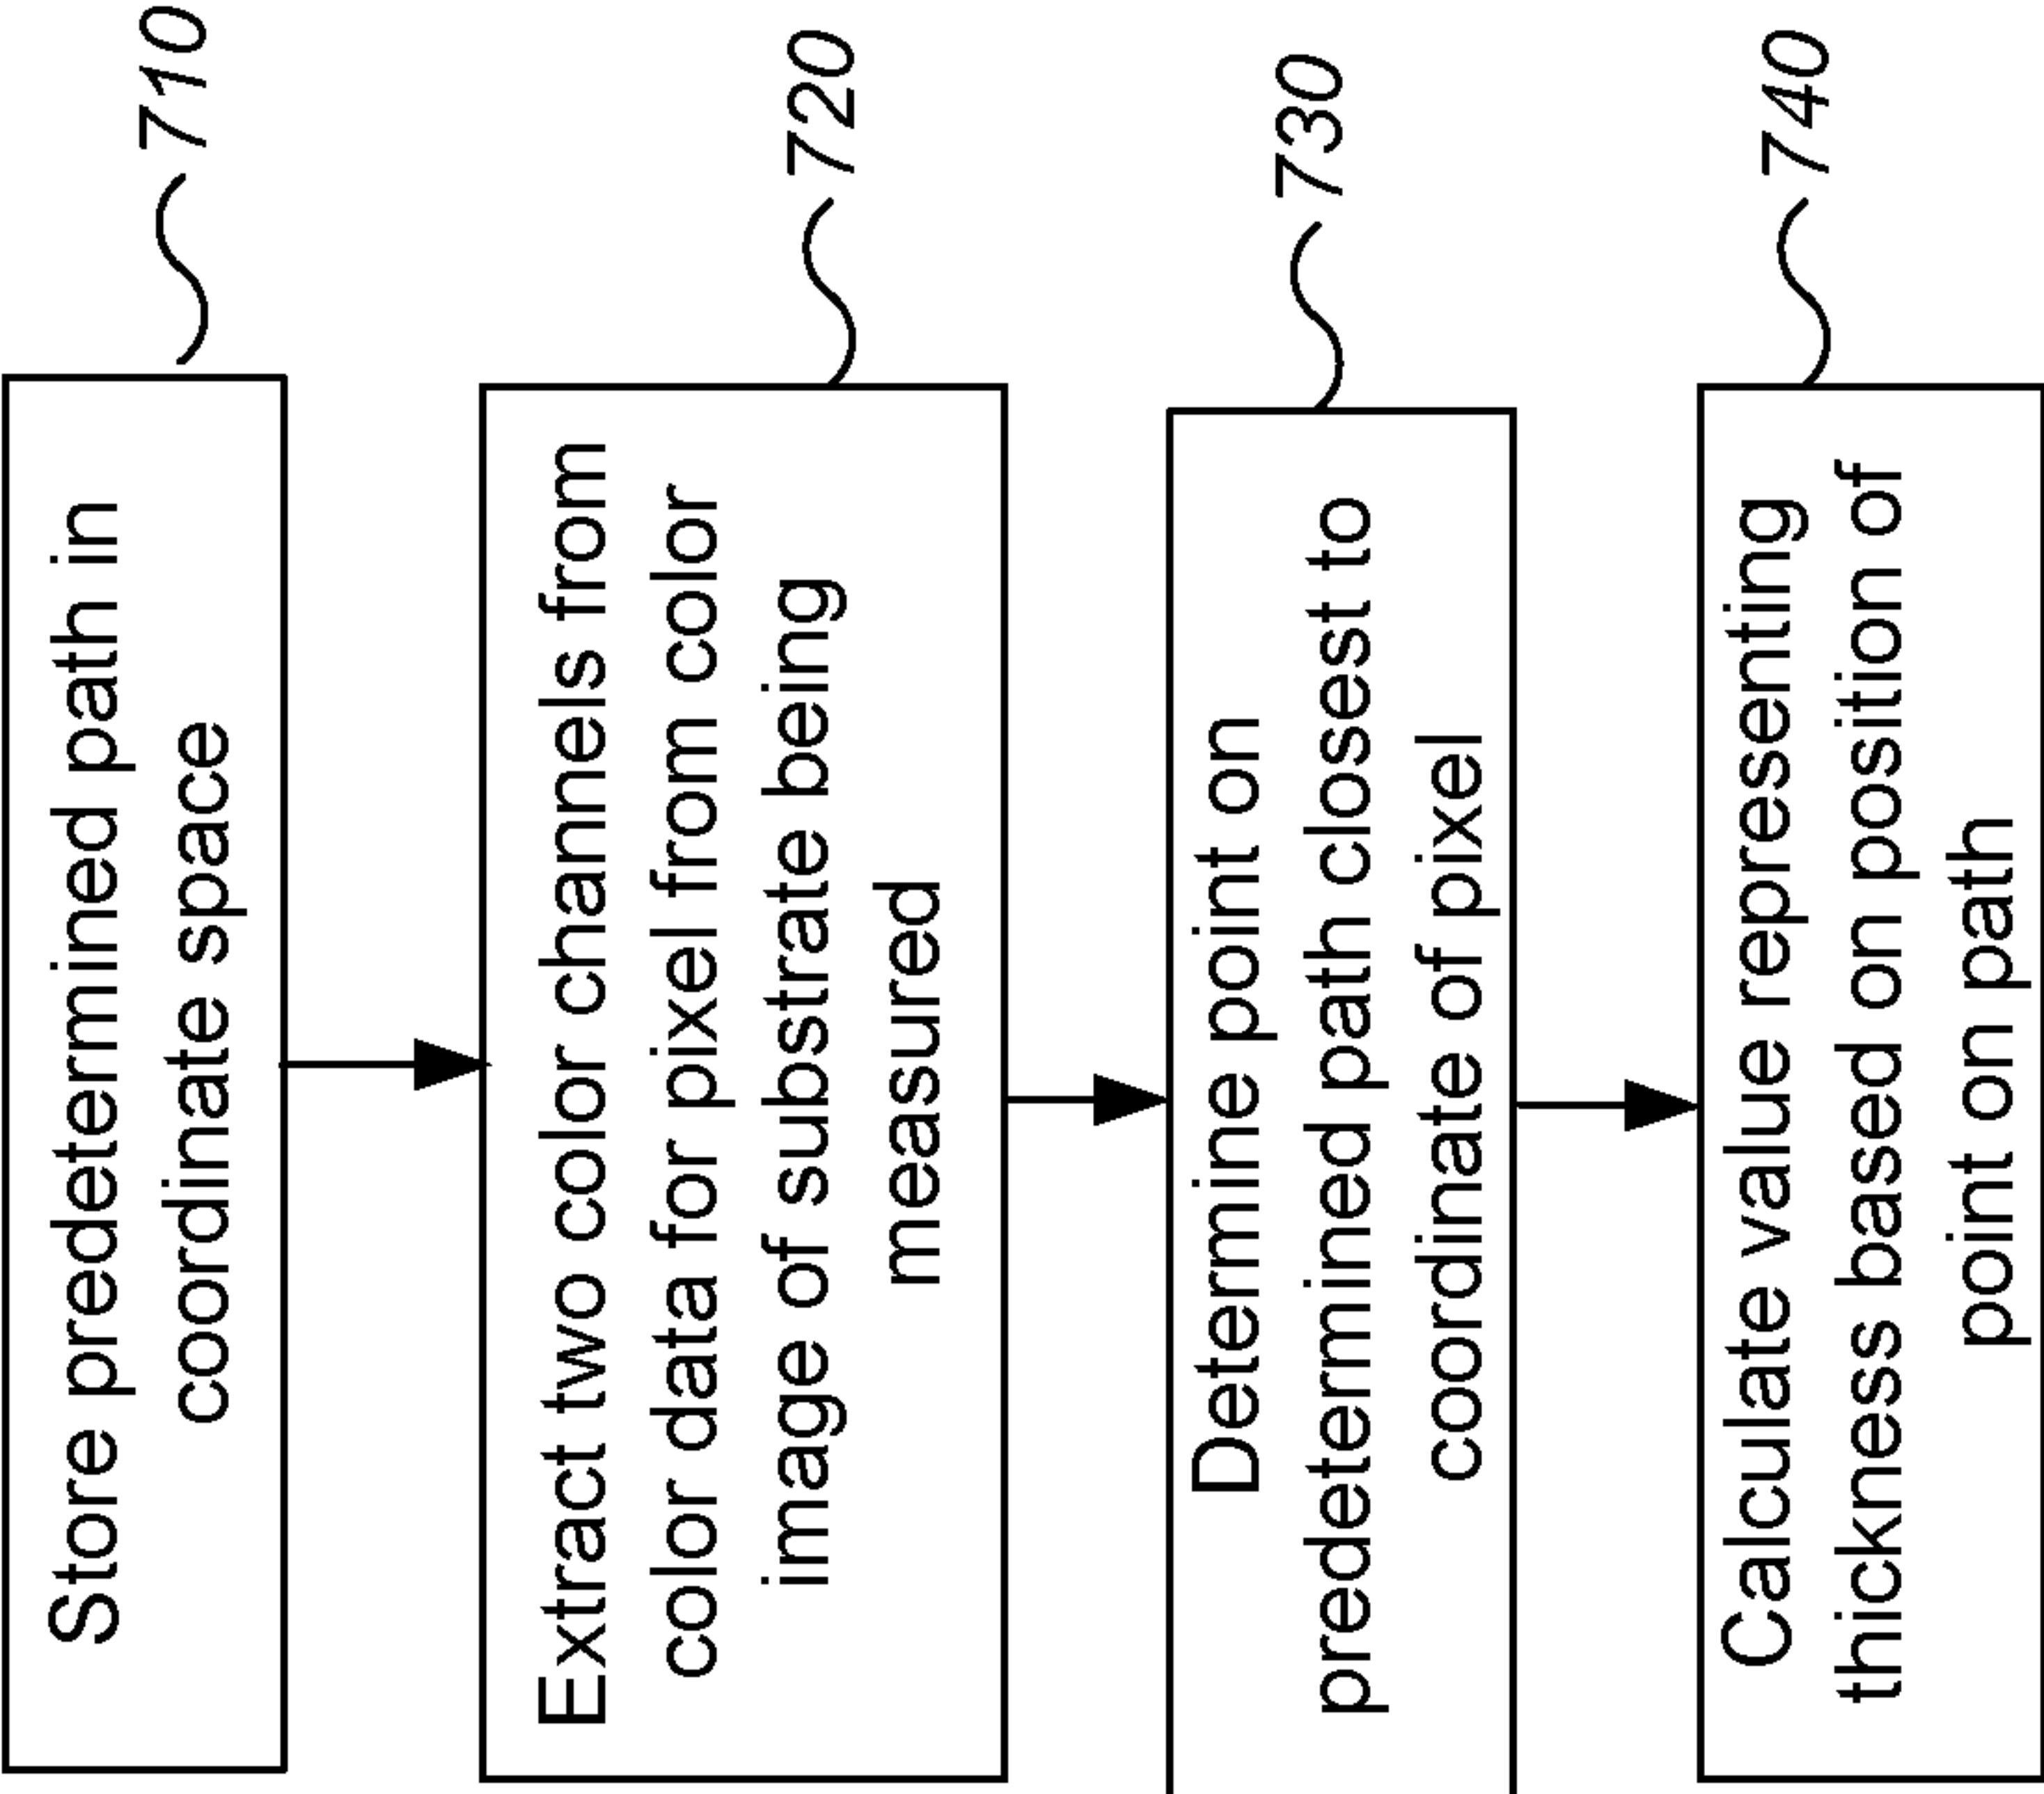 Store predetermined path in
coordinate space
710
Extract two color channels from
color data for pixel from color
image of substrate being
measured
720
Determine point on
predetermined path closest to
coordinate of pixel
730
Calculate value representing
thickness based on position of
point on path
740